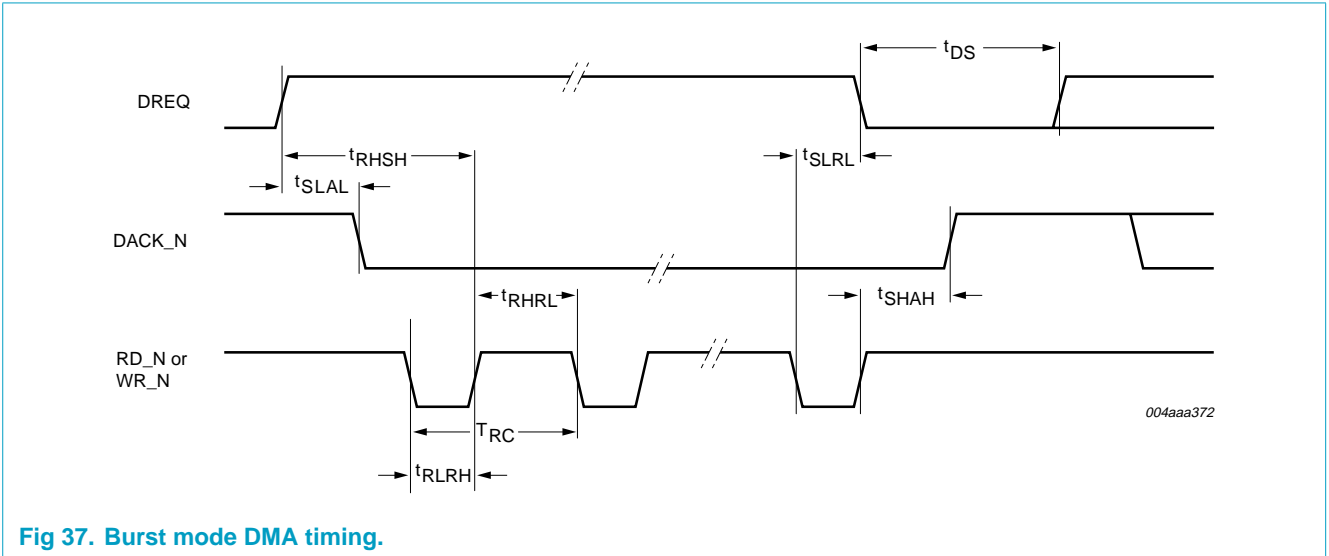 tDS
DREQ
tRHSH
tSLRL
tSLAL
DACK_N
tRHRL
tSHAH
RD_N or
WR_N
004aaa372
TRC
tRLRH
Fig 37. Burst mode DMA timing.